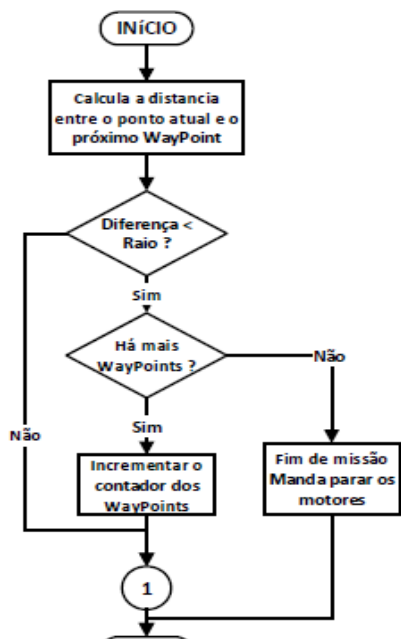 INíCIO
Calcula a distancia
entre o ponto atual e o
próximo WayPoint
Diferença <
Raio ?
Sim
Há mais
WayPoints ?
Não
Não
Sim
Incrementar o
contador dos
WayPoints
Fim de missão
Manda parar os
motores
1